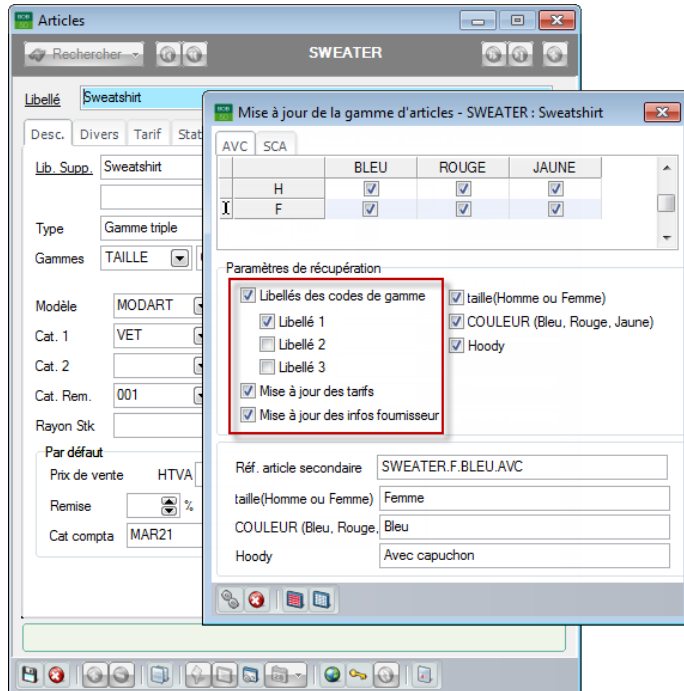 Articles
Rechercher
SWEATER
Libellé Sweatshirt
Desc. Divers Tarif Stat
Lib. Supp. Sweatshirt
Type Gamme triple
Gammes TAILLE
Modèle MODART
Cat. 1 VET
Cat. 2
Cat. Rem. 001
Rayon Stk
Par défaut
Prix de vente HTVA
Remise %
Cat compta MAR21
Mise à jour de la gamme d'articles - SWEATER : Sweatshirt
AVC SCA
BLEU ROUGE JAUNE
H
F
Paramètres de récupération
Libellés des codes de gamme
Libellé 1
Libellé 2
Libellé 3
Mise à jour des tarifs
Mise à jour des infos fournisseur
taille(Homme ou Femme)
COULEUR (Bleu, Rouge, Jaune)
Hoody
Réf. article secondaire SWEATER.F.BLEU.AVC
taille(Homme ou Femme) Femme
COULEUR (Bleu, Rouge, Bleu
Hoody Avec capuchon